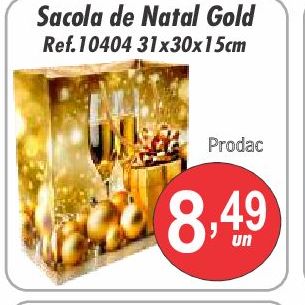 Sacola de Natal Gold
Ref.10404 31x30x15cm
Prodac
8,49
un